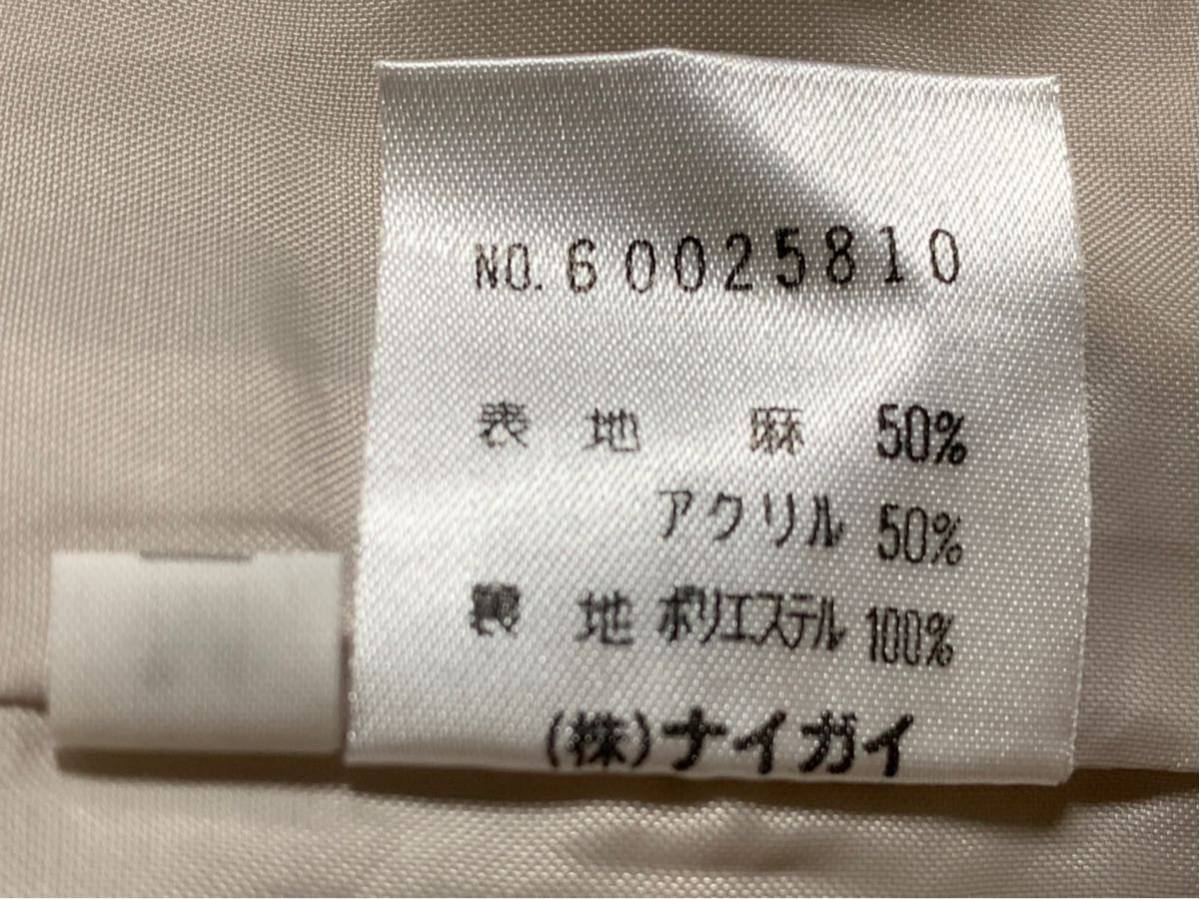 NO. 60025810
表 地 麻 50%
アクリル 50%
裏 地 ポリエステル 100%
(株)ナイガイ